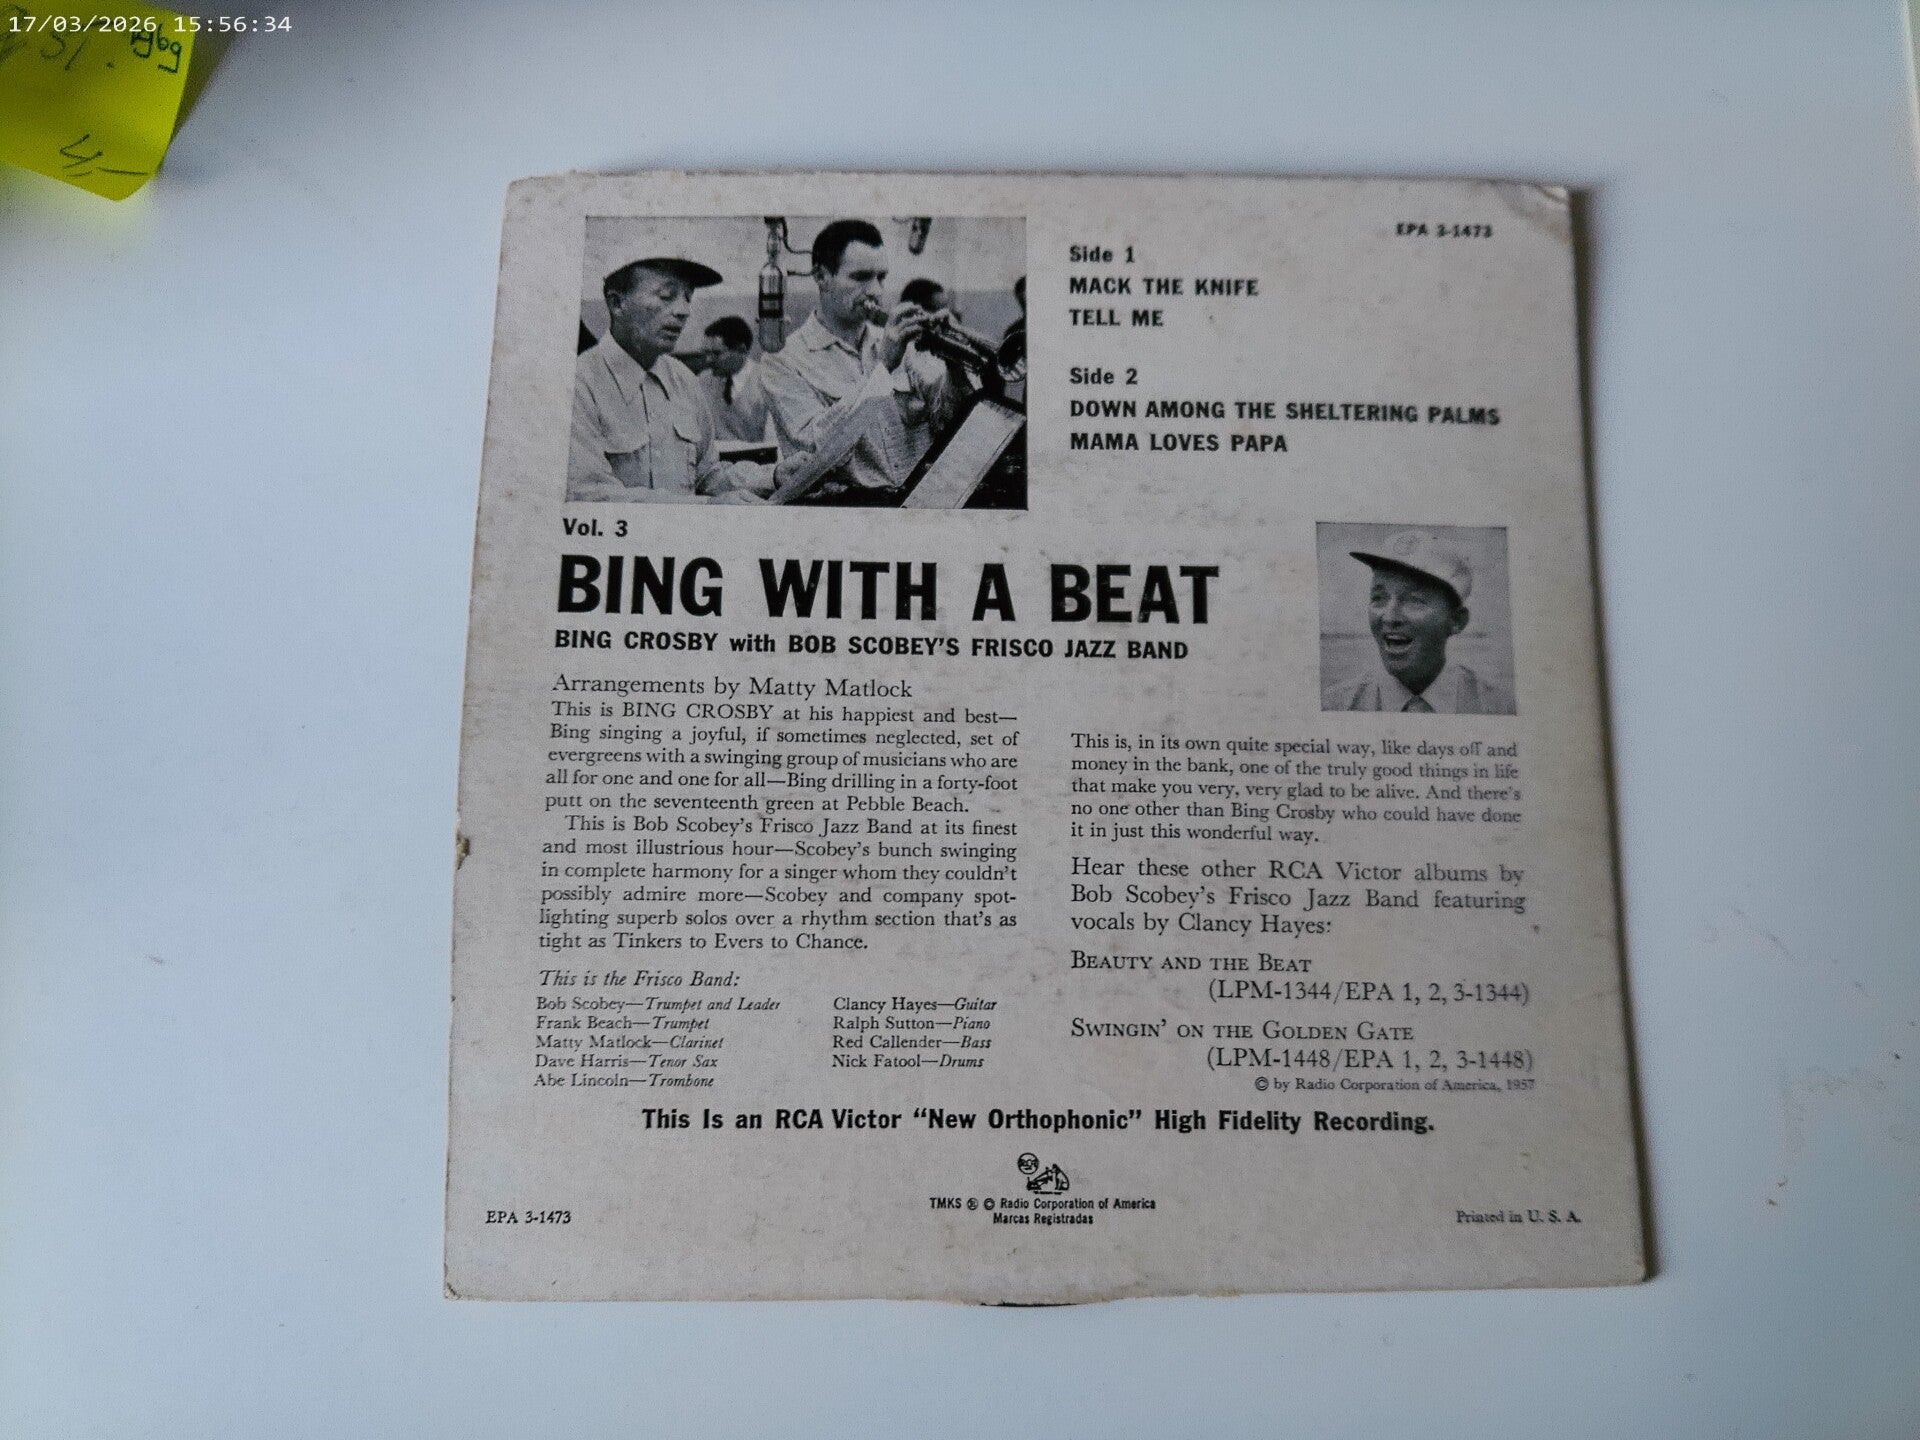 17/03/2026 15:56:34
4,-
EPA 3-1473
Side 1
MACK THE KNIFE
TELL ME
Side 2
DOWN AMONG THE SHELTERING PALMS
MAMA LOVES PAPA
Vol. 3
BING WITH A BEAT
BING CROSBY with BOB SCOBEY'S FRISCO JAZZ BAND
Arrangements by Matty Matlock
This is BING CROSBY at his happiest and best—
Bing singing a joyful, if sometimes neglected, set of
evergreens with a swinging group of musicians who are
all for one and one for all—Bing drilling in a forty-foot
putt on the seventeenth green at Pebble Beach.
This is Bob Scobey's Frisco Jazz Band at its finest
and most illustrious hour—Scobey's bunch swinging
in complete harmony for a singer whom they couldn't
possibly admire more—Scobey and company spot-
lighting superb solos over a rhythm section that's as
tight as Tinkers to Evers to Chance.
This is the Frisco Band:
Bob Scobey—Trumpet and Leader
Frank Beach—Trumpet
Matty Matlock—Clarinet
Dave Harris—Tenor Sax
Abe Lincoln—Trombone
Clancy Hayes—Guitar
Ralph Sutton—Piano
Red Callender—Bass
Nick Fatool—Drums
This is, in its own quite special way, like days off and
money in the bank, one of the truly good things in life
that make you very, very glad to be alive. And there's
no one other than Bing Crosby who could have done
it in just this wonderful way.
Hear these other RCA Victor albums by
Bob Scobey's Frisco Jazz Band featuring
vocals by Clancy Hayes:
BEAUTY AND THE BEAT
(LPM-1344/EPA 1, 2, 3-1344)
SWINGIN' ON THE GOLDEN GATE
(LPM-1448/EPA 1, 2, 3-1448)
© by Radio Corporation of America, 1957
This Is an RCA Victor "New Orthophonic" High Fidelity Recording.
TMKS ® © Radio Corporation of America
Marcas Registradas
EPA 3-1473
Printed in U. S. A.